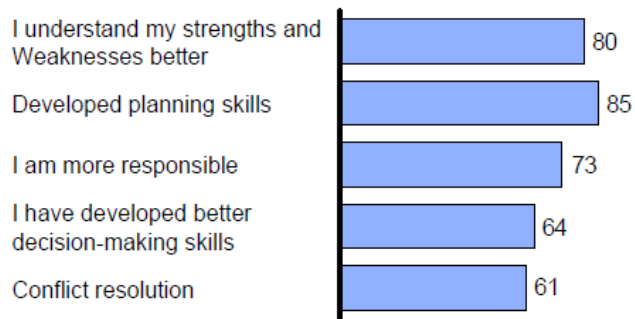 I understand my strengths and
Weaknesses better
80
Developed planning skills
85
I am more responsible
73
I have developed better
decision-making skills
64
Conflict resolution
61